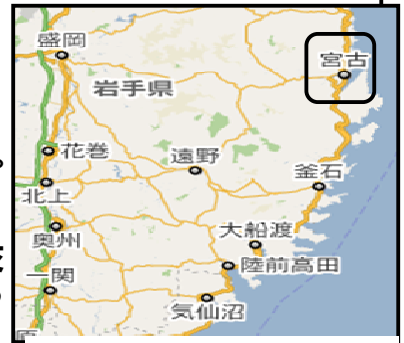 盛岡
宮古
岩手県
花巻
遠野
釜石
北上
奥州
大船渡
陸前高田
一関
気仙沼